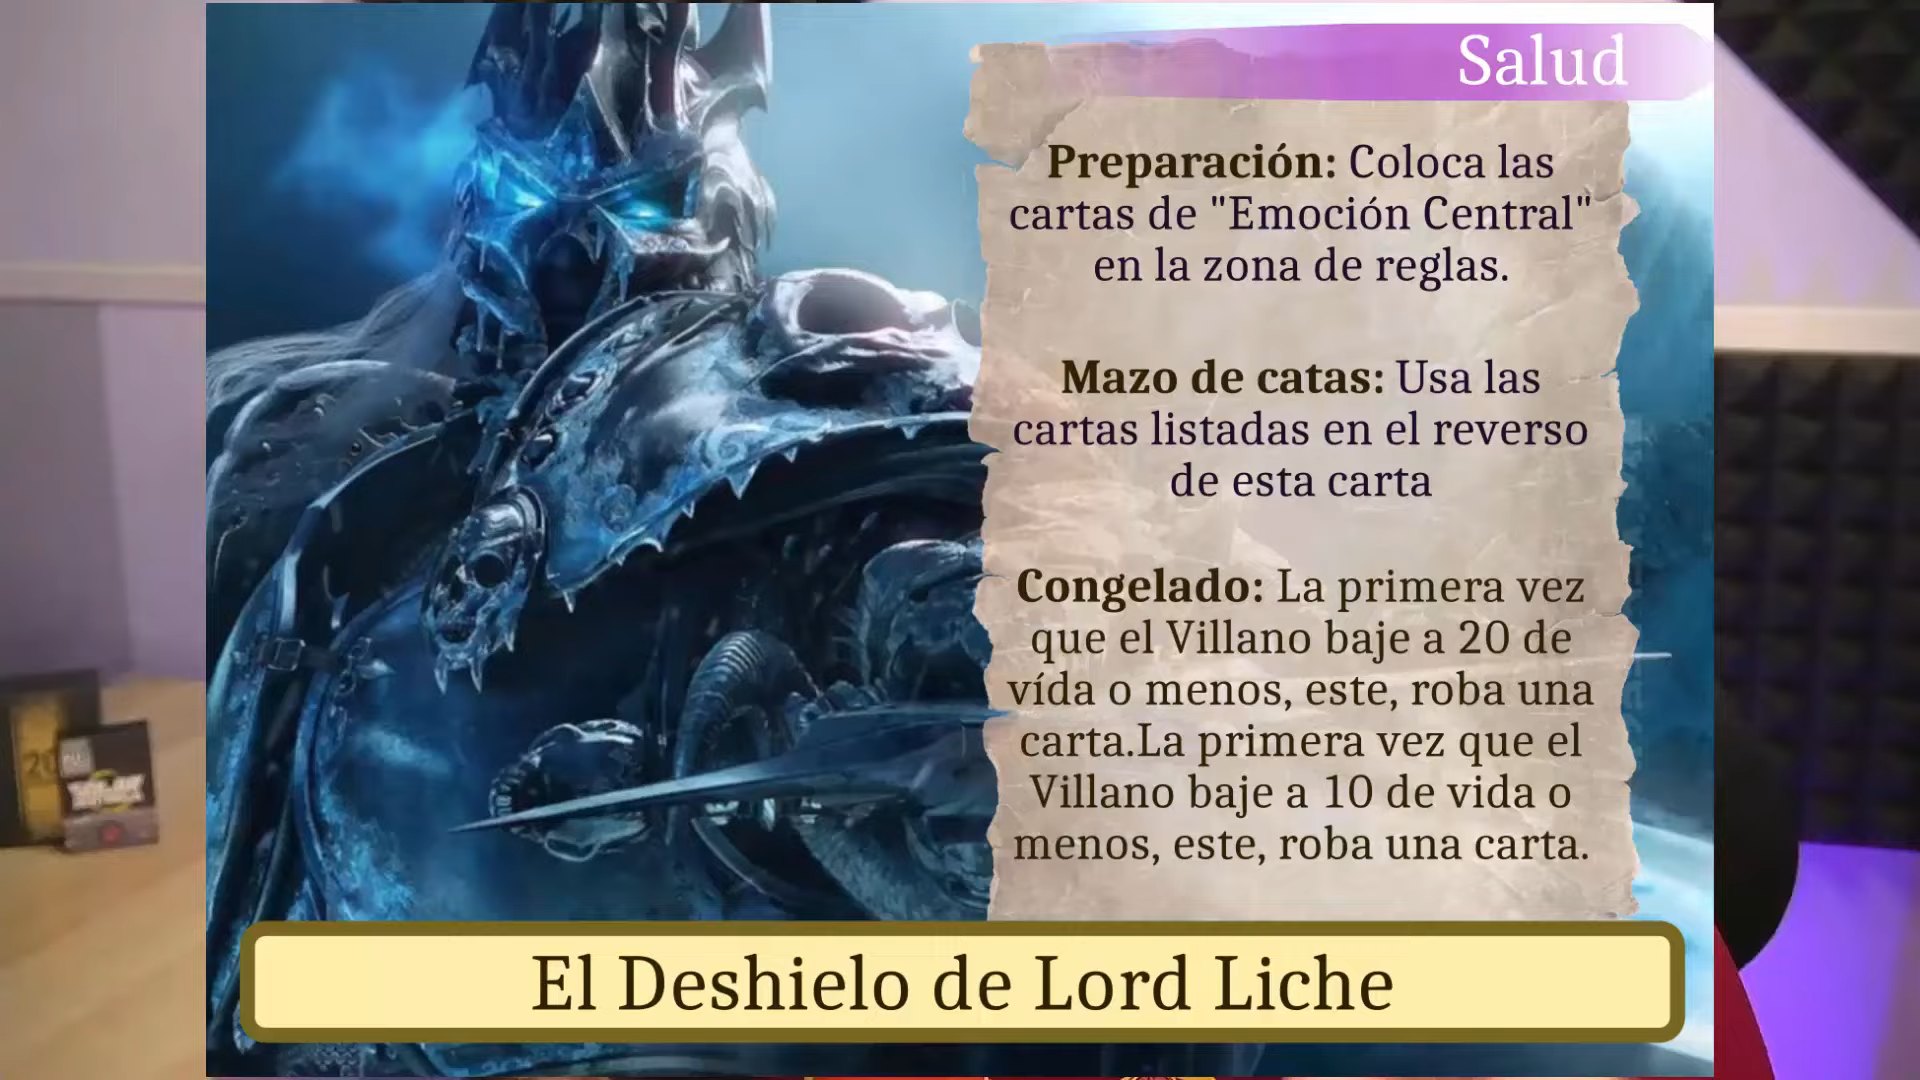 Salud
Preparación: Coloca las
cartas de "Emoción Central"
en la zona de reglas.
Mazo de catas: Usa las
cartas listadas en el reverso
de esta carta
Congelado: La primera vez
que el Villano baje a 20 de
vída o menos, este, roba una
carta.La primera vez que el
Villano baje a 10 de vida o
menos, este, roba una carta.
El Deshielo de Lord Liche
20